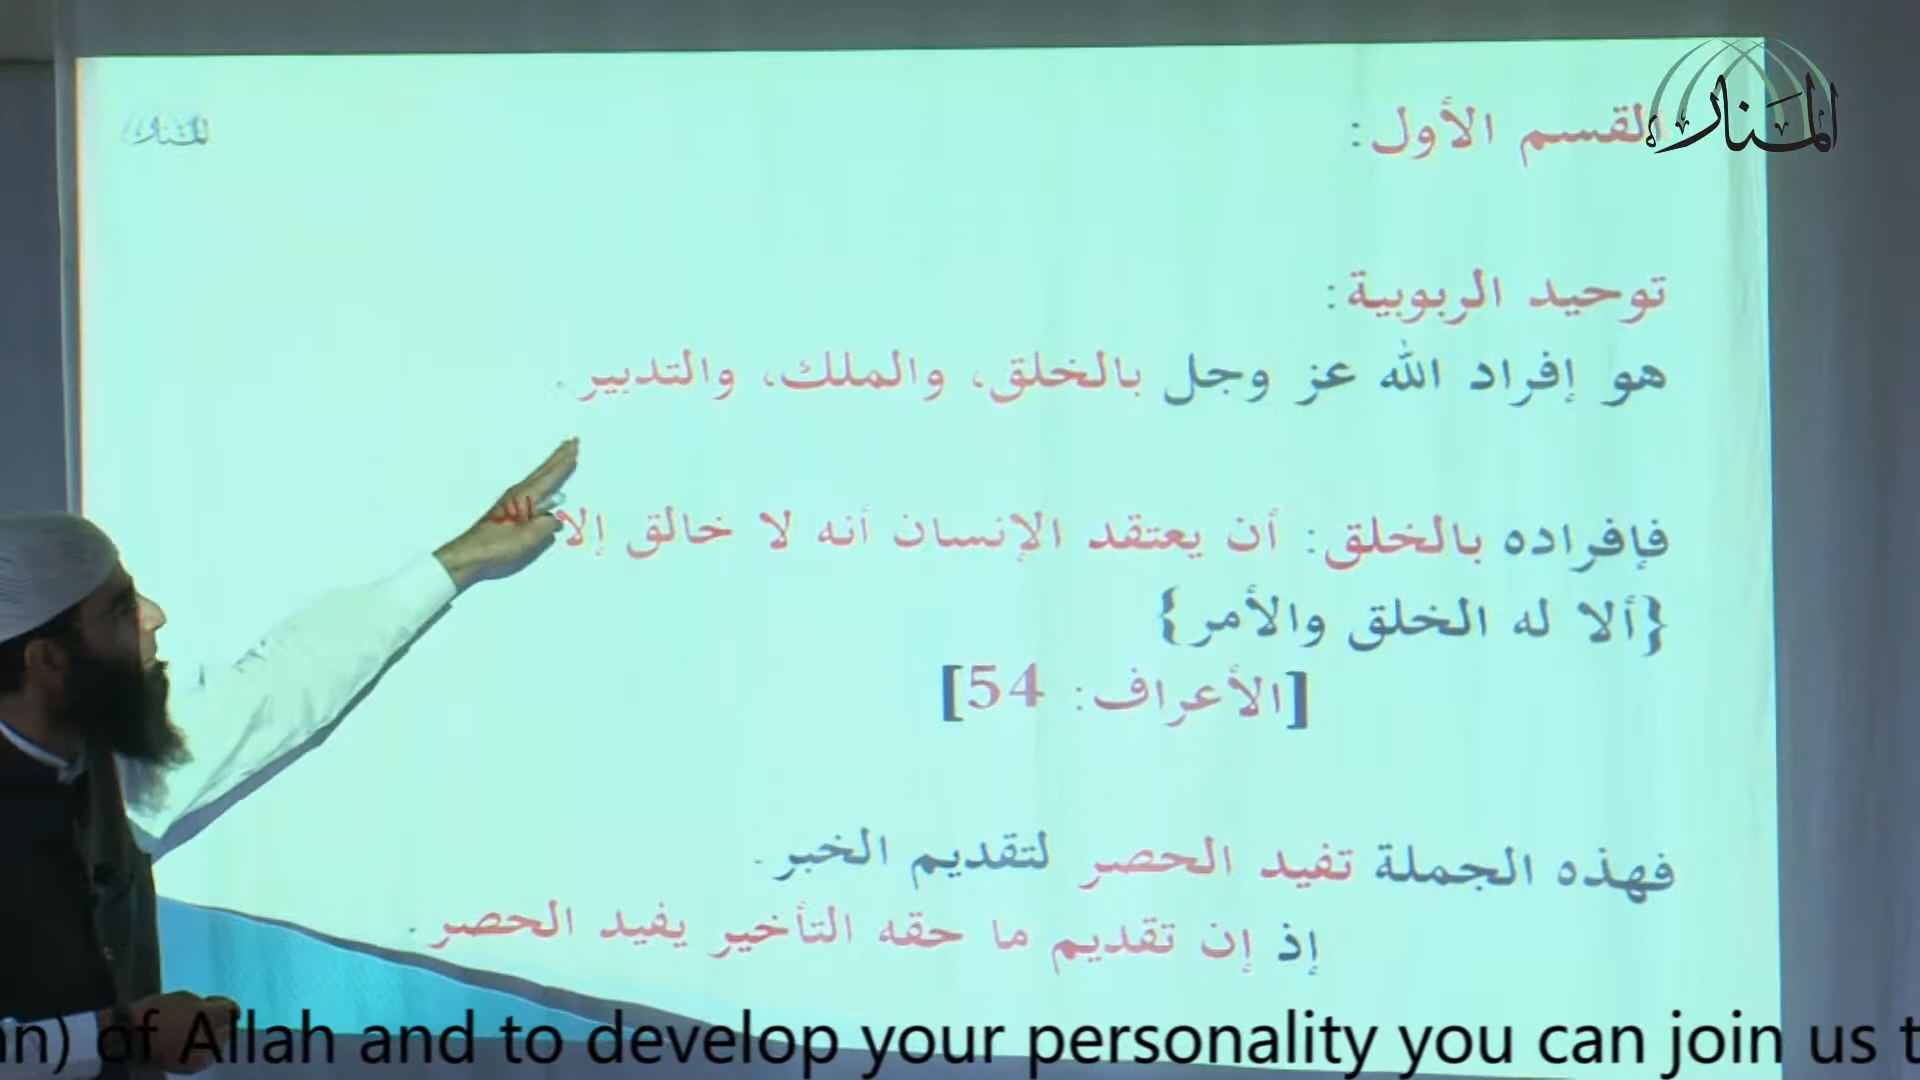 المنار
المنار
القسم الأول:
توحيد الربوبية:
هو إفراد الله عز وجل بالخلق، والملك، والتدبير.
فإفراده بالخلق: أن يعتقد الإنسان أنه لا خالق إلا الله
{ألا له الخلق والأمر}
[الأعراف: 54]
فهذه الجملة تفيد الحصر لتقديم الخبر.
إذ إن تقديم ما حقه التأخير يفيد الحصر.
of Allah and to develop your personality you can join us